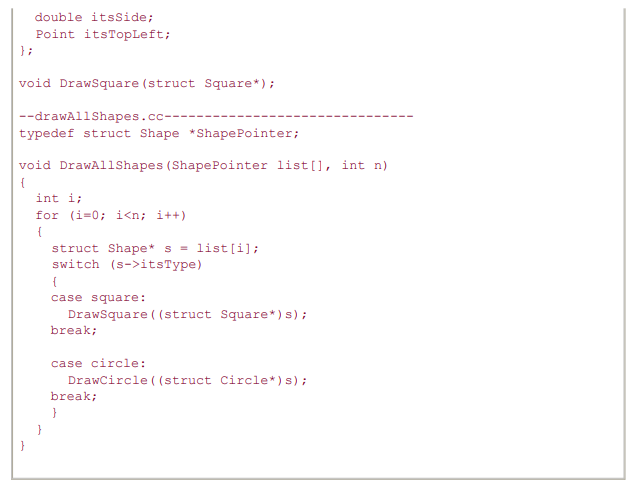 double itsSide;
Point itsTopLeft;
};
void DrawSquare(struct Square*);
--drawAllShapes.cc-------------------------------
typedef struct Shape *ShapePointer;
void DrawAllShapes(ShapePointer list[], int n)
{
int i;
for (i=0; i<n; i++)
{
struct Shape* s = list[i];
switch (s->itsType)
{
case square:
DrawSquare((struct Square*)s);
break;
case circle:
DrawCircle((struct Circle*)s);
break;
}
}
}